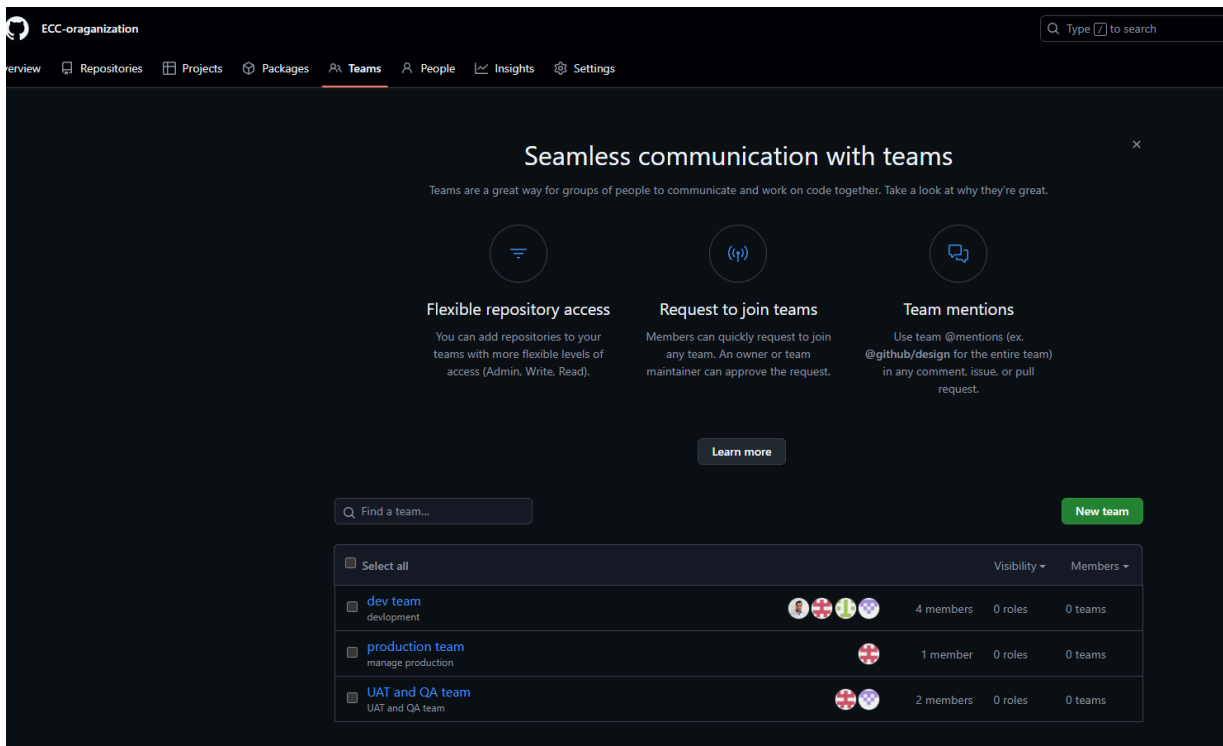 ECC-oraganization
Type / to search
verview Repositories Projects Packages Teams People Insights Settings
Seamless communication with teams
Teams are a great way for groups of people to communicate and work on code together. Take a look at why they're great.
Flexible repository access
You can add repositories to your
teams with more flexible levels of
access (Admin, Write, Read).
Request to join teams
Members can quickly request to join
any team. An owner or team
maintainer can approve the request.
Team mentions
Use team @mentions (ex.
@github/design for the entire team)
in any comment, issue, or pull
request.
Learn more
Find a team...
New team
Select all Visibility Members
dev team
devlopment
4 members 0 roles 0 teams
production team
manage production
1 member 0 roles 0 teams
UAT and QA team
UAT and QA team
2 members 0 roles 0 teams